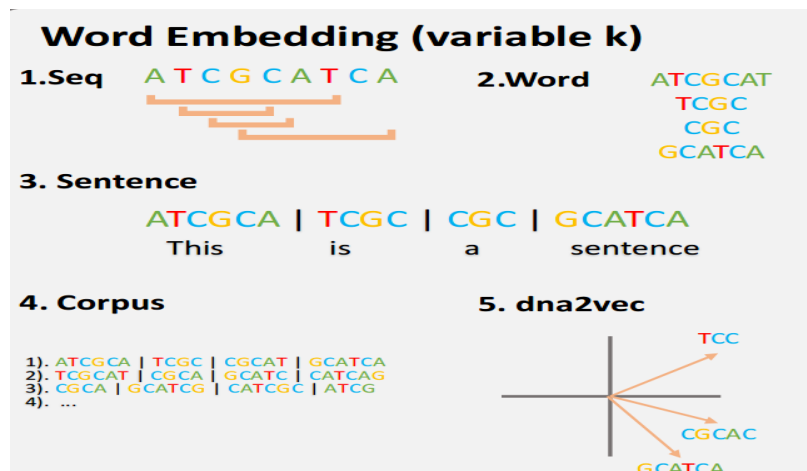 Word Embedding (variable k)
1.Seq ATCGCATCA
2.Word
ATCGCAT
TCGC
CGC
GCATCA
3. Sentence
ATCGCA | TCGC | CGC | GCATCA
This is a sentence
4. Corpus
1). ATCGCA | TCGC | CGCAT | GCATCA
2). TCGCAT | CGCA | GCATC | CATCAG
3). CGCA | GCATCG | CATCGC | ATCG
4). ...
5. dna2vec
TCC
CGCAC
GCATCA